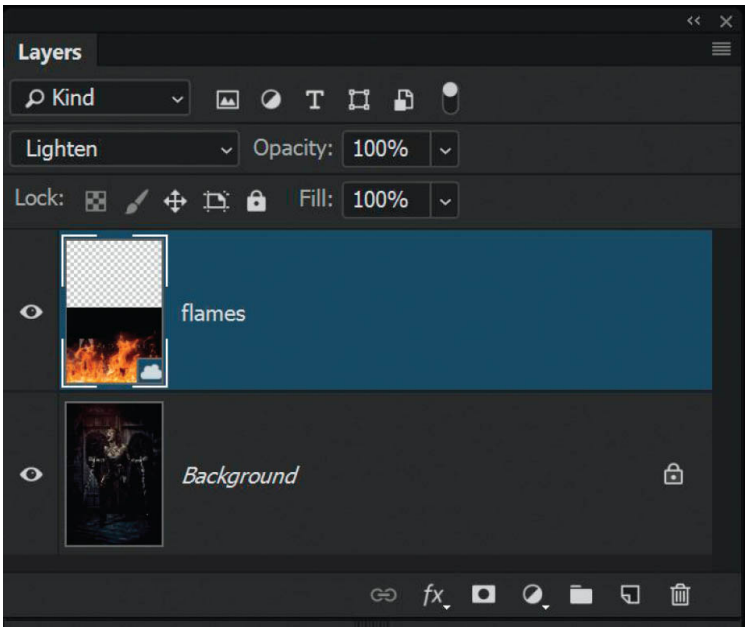 Layers
Kind
Lighten Opacity: 100%
Lock: Fill: 100%
flames
Background